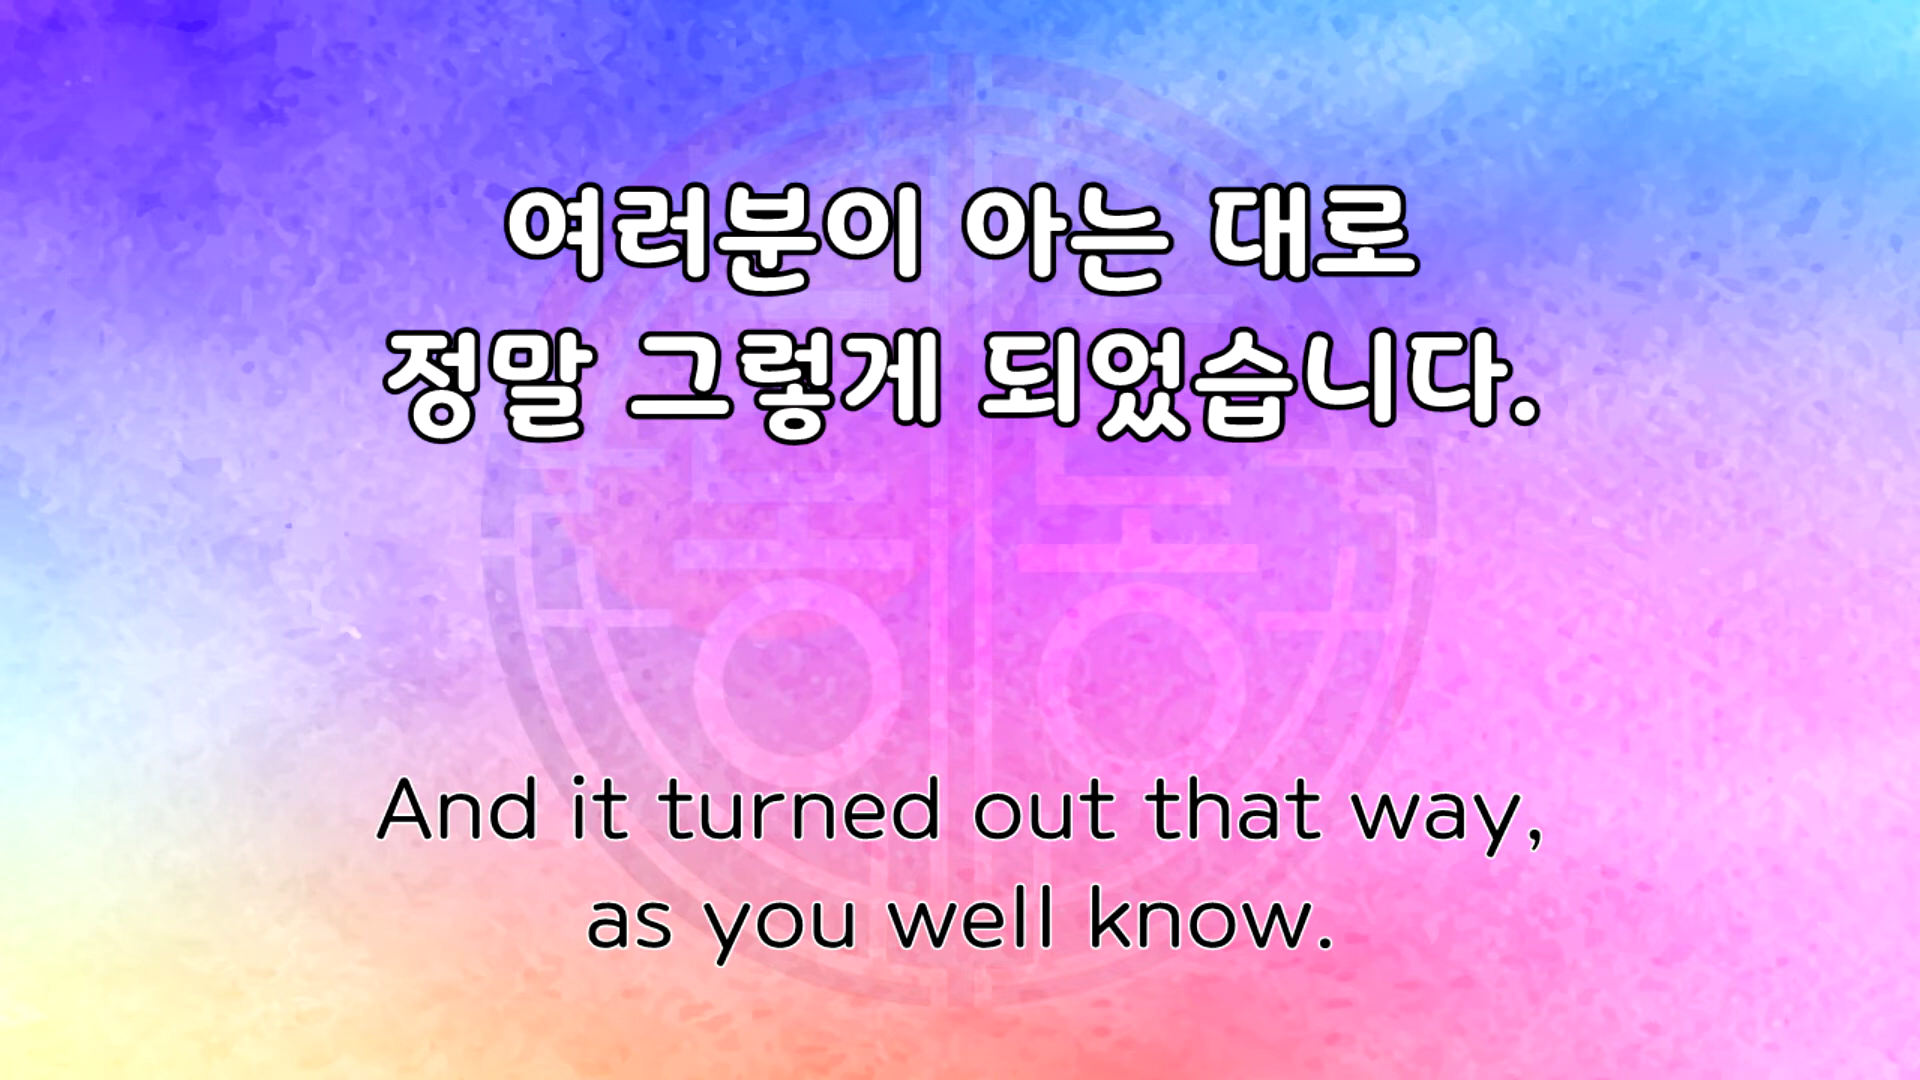 여러분이 아는 대로
정말 그렇게 되었습니다.
And it turned out that way,
as you well know.